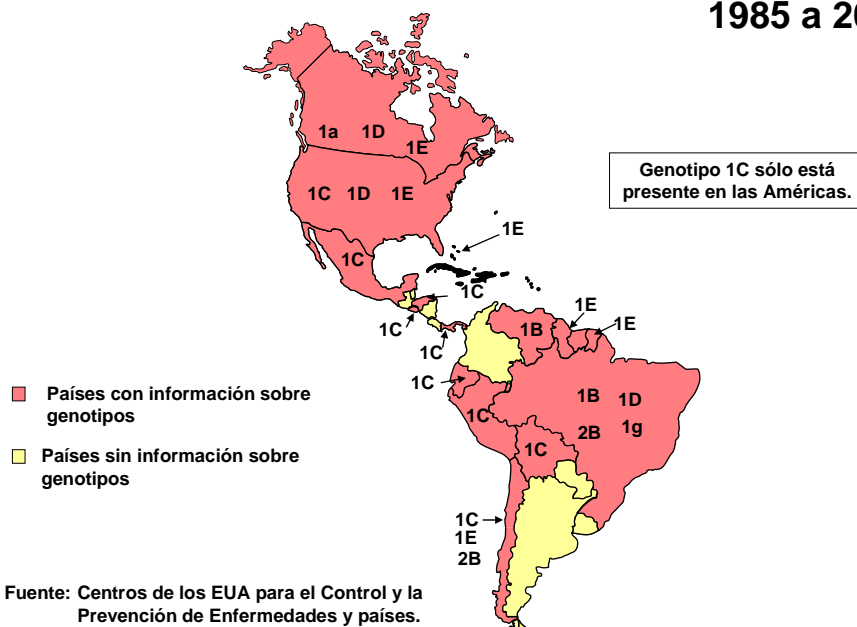 1985 a 20
1a 1D
1E
Genotipo 1C sólo está
presente en las Américas.
1C 1D 1E
1E
1C
1C
1C
1C
1E
1E
1B
1C
1C
1B 1D
2B 1g
1C
Países con información sobre
genotipos
Países sin información sobre
genotipos
1C
1E
2B
Fuente: Centros de los EUA para el Control y la
Prevención de Enfermedades y países.